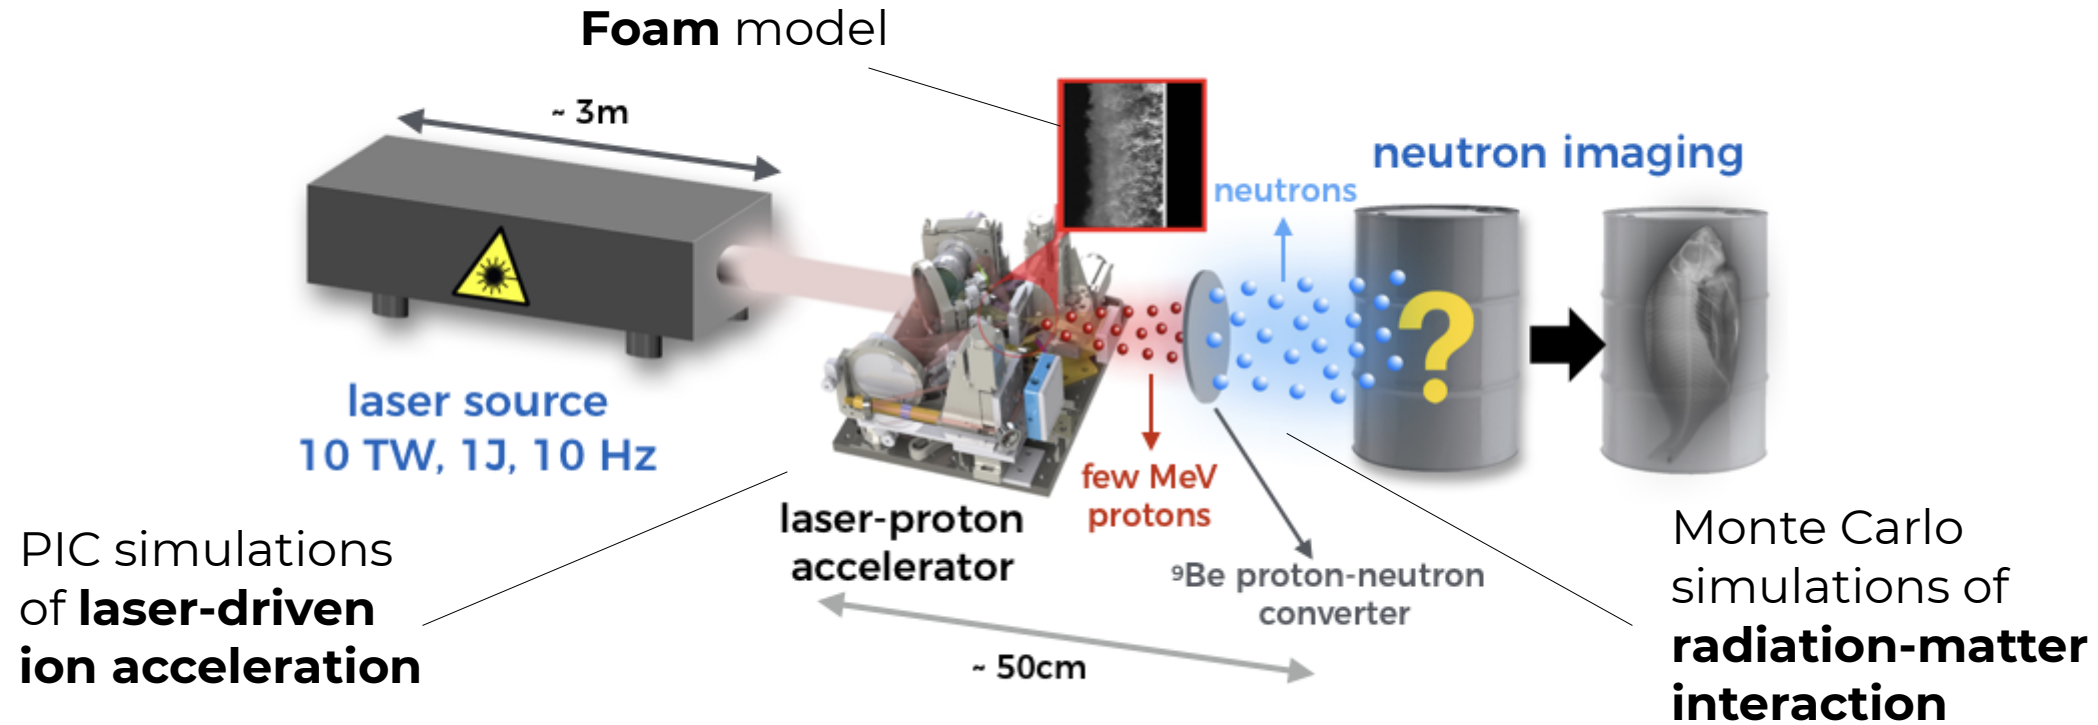 Foam model
~ 3m
neutron imaging
neutrons
?
laser source
10 TW, 1J, 10 Hz
few MeV
protons
laser-proton
accelerator
⁹Be proton-neutron
converter
~ 50cm
PIC simulations
of laser-driven
ion acceleration
Monte Carlo
simulations of
radiation-matter
interaction